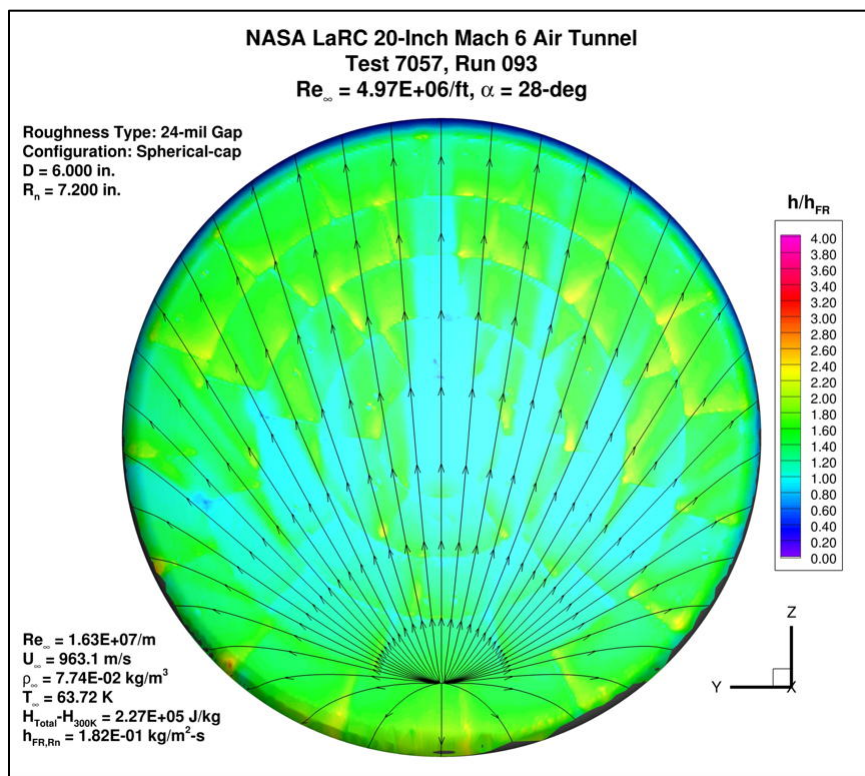 NASA LaRC 20-Inch Mach 6 Air Tunnel
Test 7057, Run 093
Re∞ = 4.97E+06/ft, α = 28-deg
Roughness Type: 24-mil Gap
Configuration: Spherical-cap
D = 6.000 in.
Rn = 7.200 in.
h/hFR
4.00
3.80
3.60
3.40
3.20
3.00
2.80
2.60
2.40
2.20
2.00
1.80
1.60
1.40
1.20
1.00
0.80
0.60
0.40
0.20
0.00
Z
Y
X
Re∞ = 1.63E+07/m
U∞ = 963.1 m/s
ρ∞ = 7.74E-02 kg/m³
T∞ = 63.72 K
HTotal-H300K = 2.27E+05 J/kg
hFR,Rn = 1.82E-01 kg/m²-s